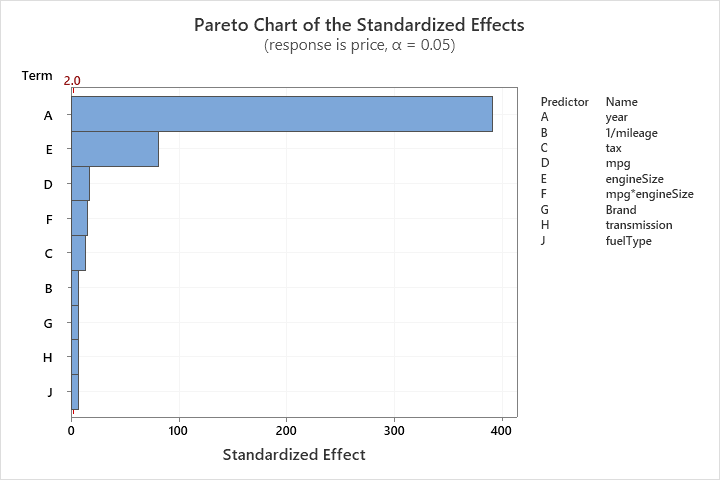 Pareto Chart of the Standardized Effects
(response is price, α = 0.05)
Term
2.0
A
E
D
F
C
B
G
H
J
0 100 200 300 400
Standardized Effect
Predictor Name
A year
B 1/mileage
C tax
D mpg
E engineSize
F mpg*engineSize
G Brand
H transmission
J fuelType